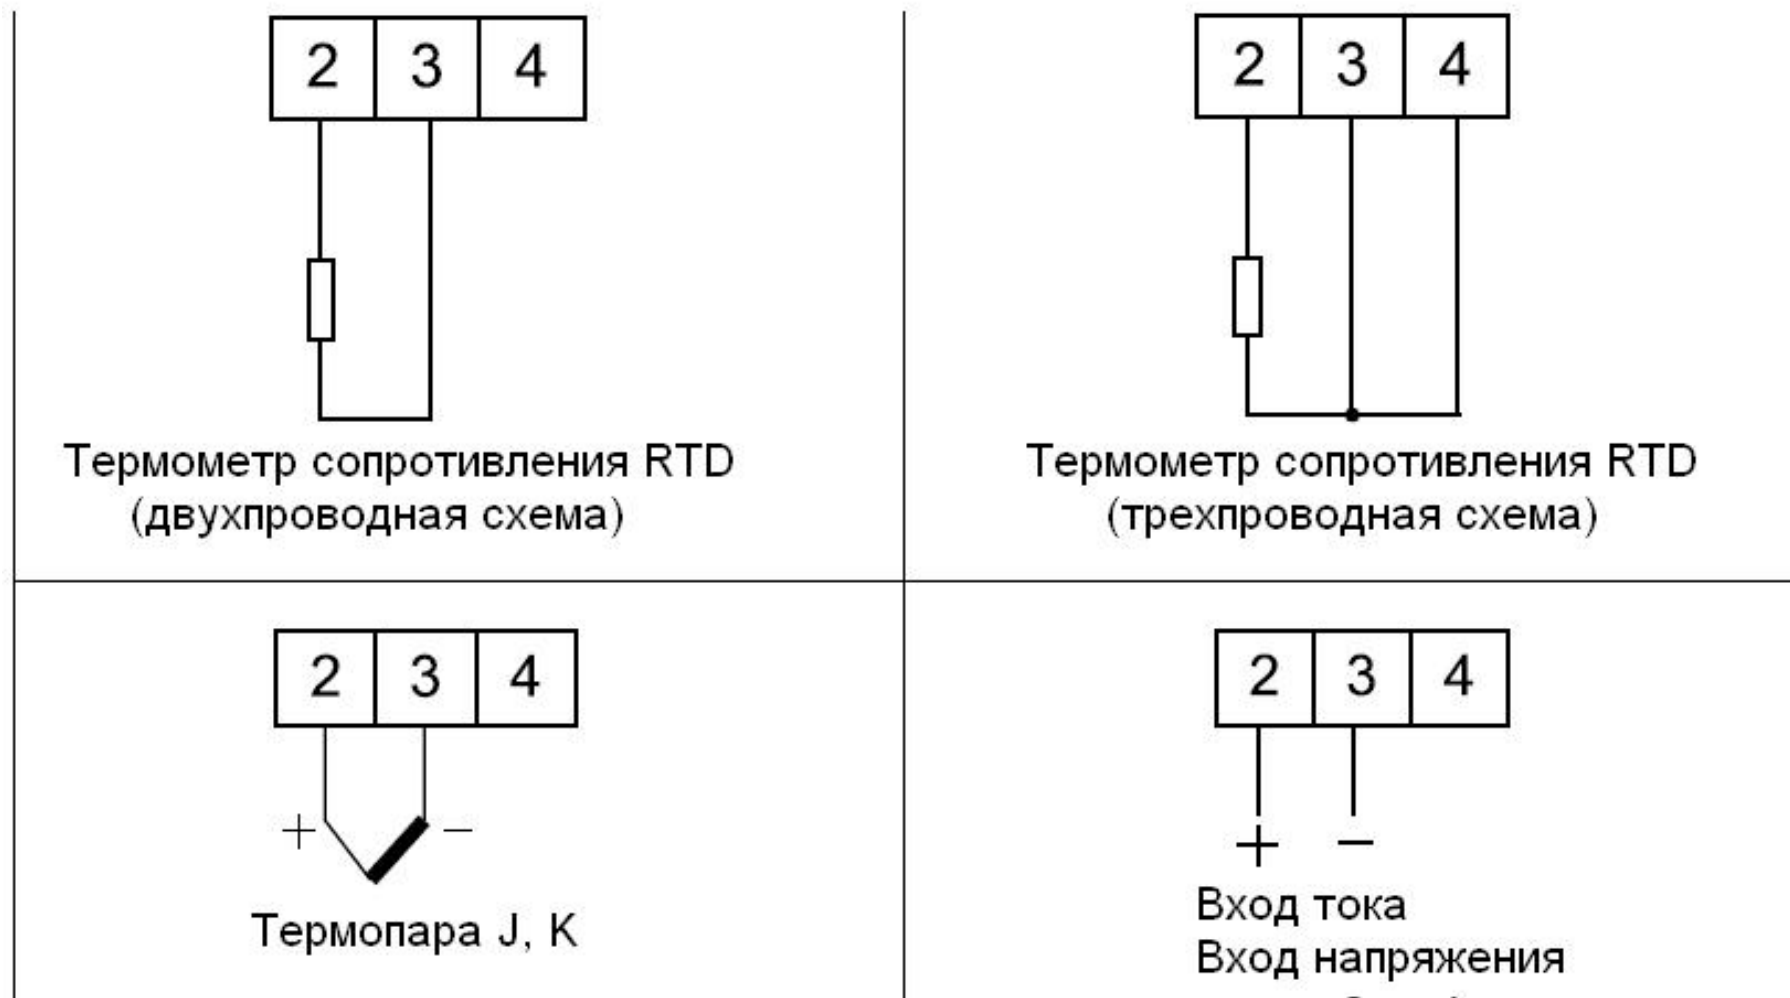 2 3 4
Термометр сопротивления RTD
(двухпроводная схема)
2 3 4
Термометр сопротивления RTD
(трехпроводная схема)
2 3 4
+ −
Термопара J, K
2 3 4
+ −
Вход тока
Вход напряжения